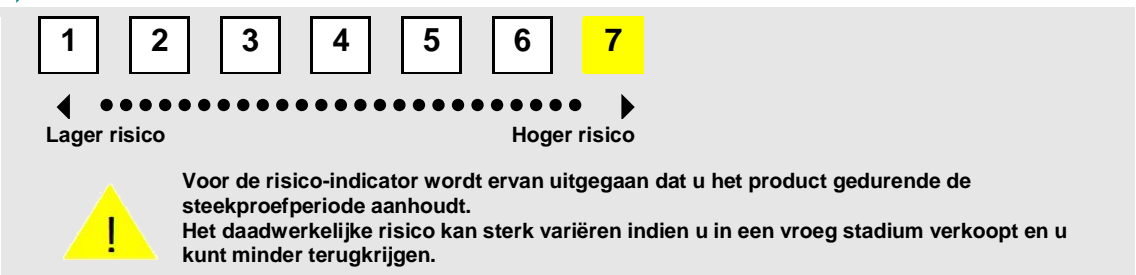 1 2 3 4 5 6 7
Lager risico Hoger risico
!
Voor de risico-indicator wordt ervan uitgegaan dat u het product gedurende de
steekproefperiode aanhoudt.
Het daadwerkelijke risico kan sterk variëren indien u in een vroeg stadium verkoopt en u
kunt minder terugkrijgen.